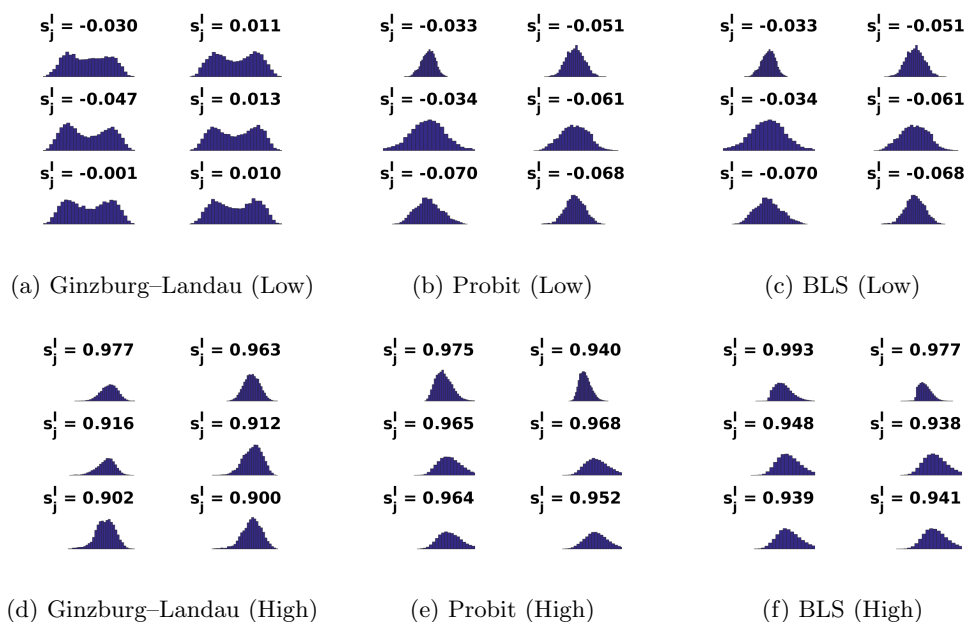 s_j^l = -0.030 s_j^l = 0.011
s_j^l = -0.047 s_j^l = 0.013
s_j^l = -0.001 s_j^l = 0.010
(a) Ginzburg–Landau (Low)
s_j^l = -0.033 s_j^l = -0.051
s_j^l = -0.034 s_j^l = -0.061
s_j^l = -0.070 s_j^l = -0.068
(b) Probit (Low)
s_j^l = -0.033 s_j^l = -0.051
s_j^l = -0.034 s_j^l = -0.061
s_j^l = -0.070 s_j^l = -0.068
(c) BLS (Low)
s_j^l = 0.977 s_j^l = 0.963
s_j^l = 0.916 s_j^l = 0.912
s_j^l = 0.902 s_j^l = 0.900
(d) Ginzburg–Landau (High)
s_j^l = 0.975 s_j^l = 0.940
s_j^l = 0.965 s_j^l = 0.968
s_j^l = 0.964 s_j^l = 0.952
(e) Probit (High)
s_j^l = 0.993 s_j^l = 0.977
s_j^l = 0.948 s_j^l = 0.938
s_j^l = 0.939 s_j^l = 0.941
(f) BLS (High)